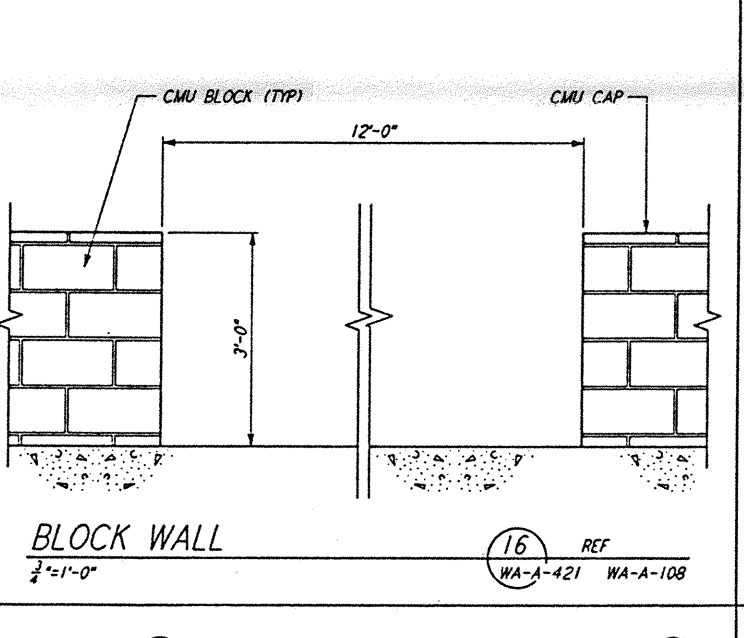 CMU BLOCK (TYP)
CMU CAP
12'-0"
3'-0"
BLOCK WALL
3/4"=1'-0"
16
REF
WA-A-421
WA-A-108